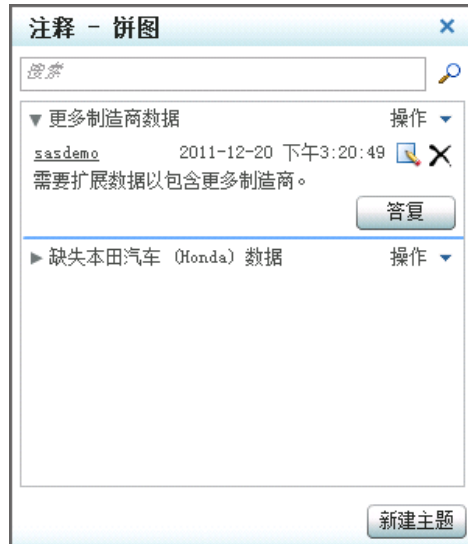 注释 - 饼图
搜索
更多制造商数据 操作
sasdemo 2011-12-20 下午3:20:49
需要扩展数据以包含更多制造商。
答复
缺失本田汽车 (Honda) 数据 操作
新建主题